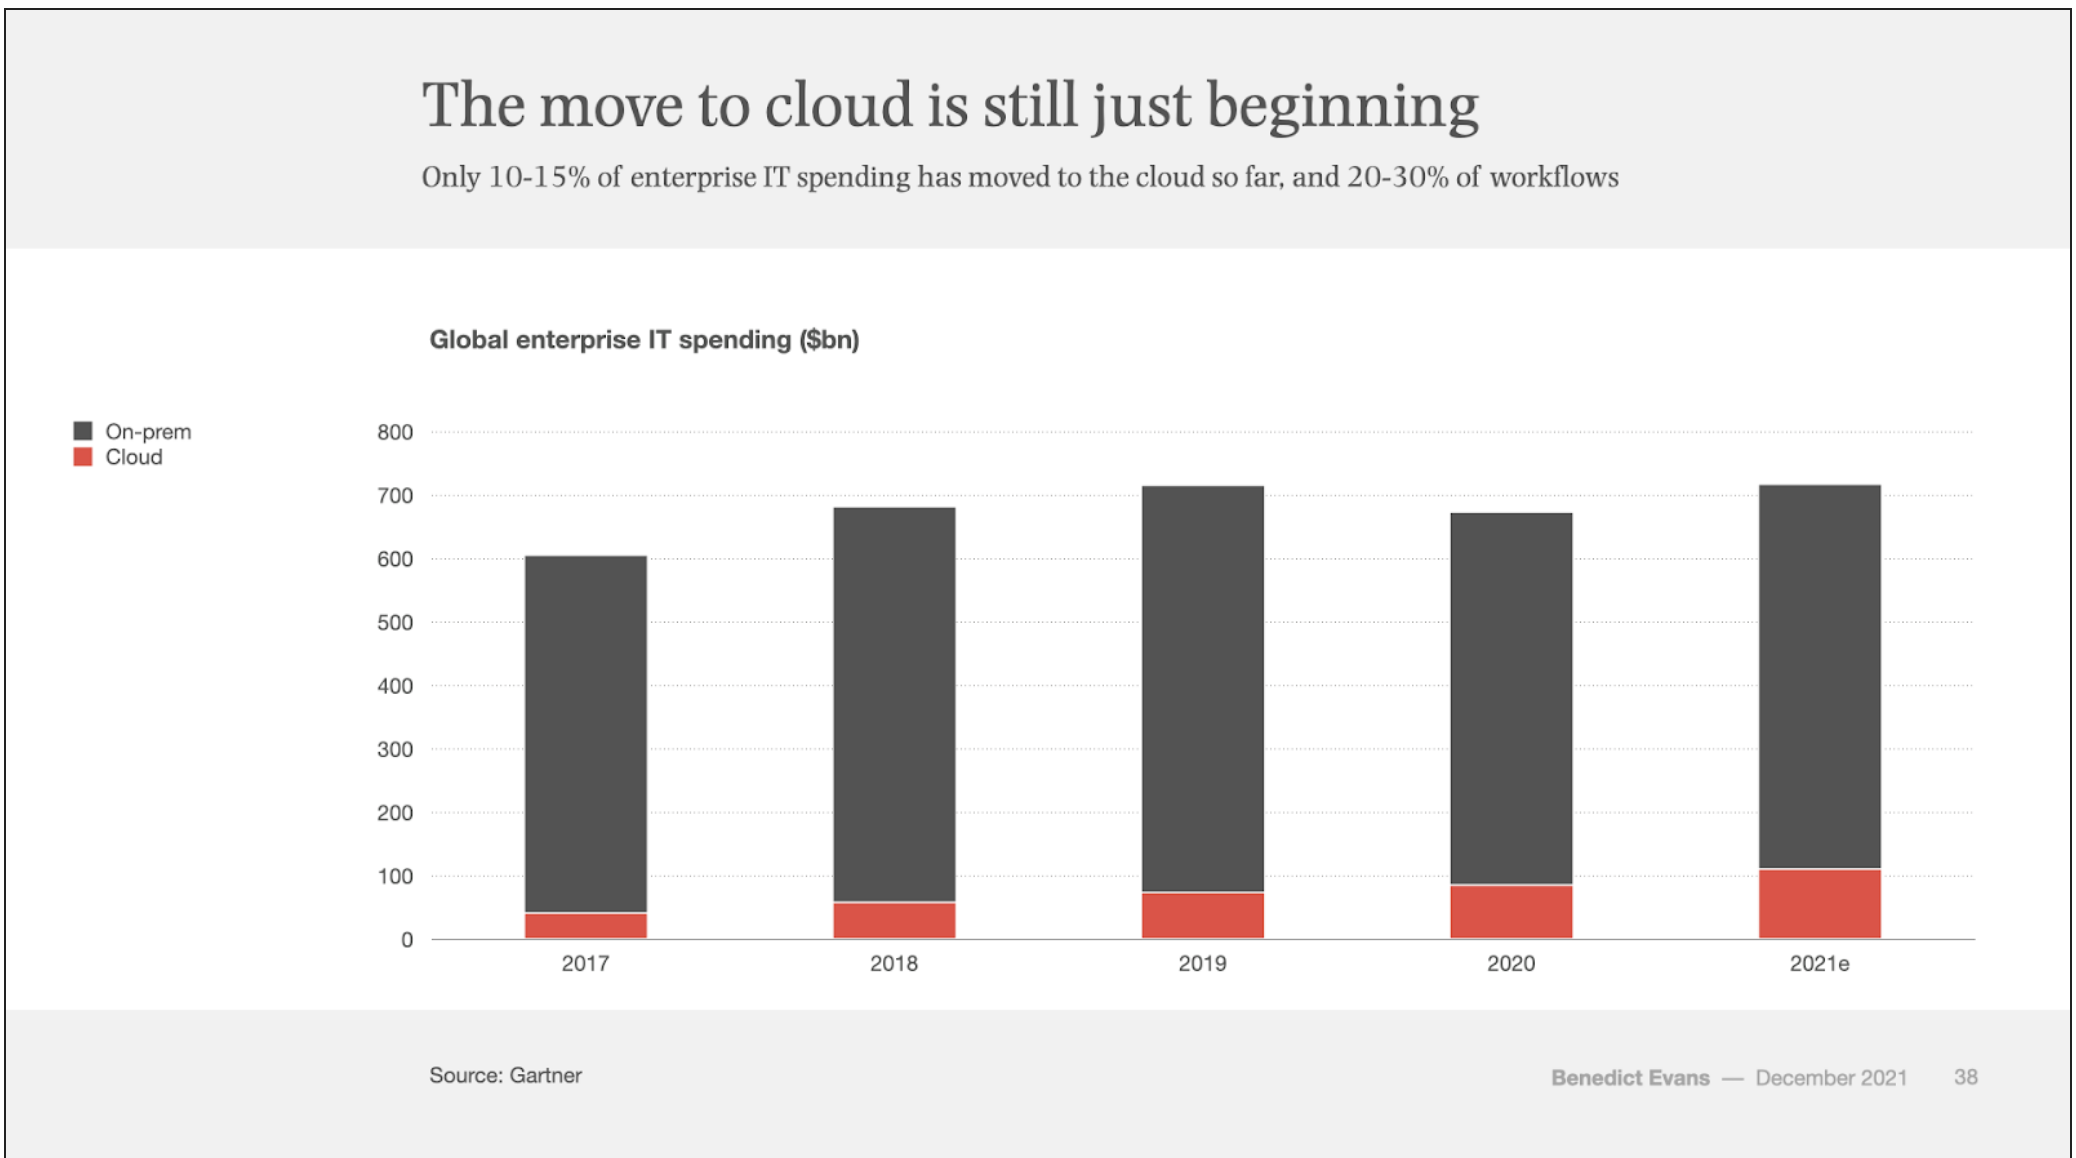 The move to cloud is still just beginning
Only 10-15% of enterprise IT spending has moved to the cloud so far, and 20-30% of workflows
Global enterprise IT spending ($bn)
On-prem
Cloud
800
700
600
500
400
300
200
100
0
2017 2018 2019 2020 2021e
Source: Gartner
Benedict Evans — December 2021 38